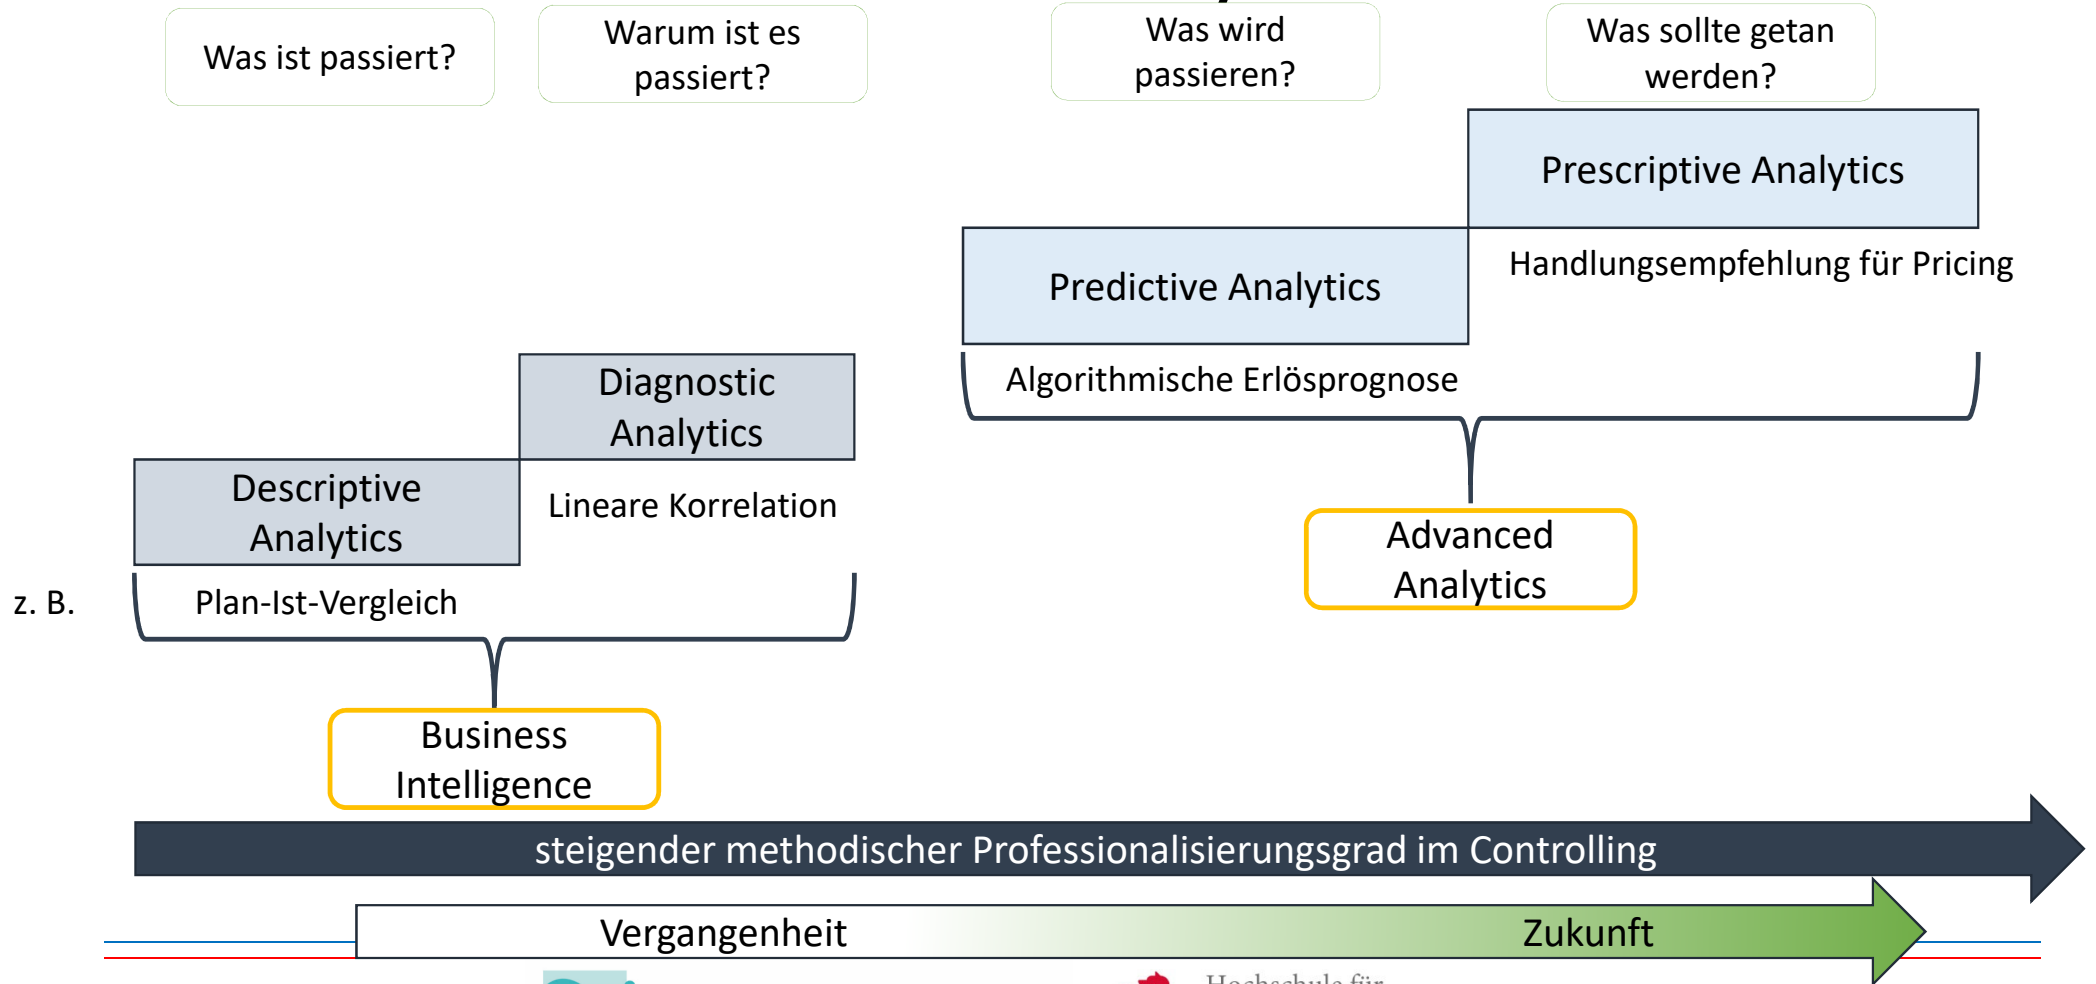 Was ist passiert?
Warum ist es
passiert?
Was wird
passieren?
Was sollte getan
werden?
Prescriptive Analytics
Handlungsempfehlung für Pricing
Predictive Analytics
Algorithmische Erlösprognose
Diagnostic
Analytics
Lineare Korrelation
Descriptive
Analytics
z. B.
Plan-Ist-Vergleich
Advanced
Analytics
Business
Intelligence
steigender methodischer Professionalisierungsgrad im Controlling
Vergangenheit
Zukunft
Hochschule für